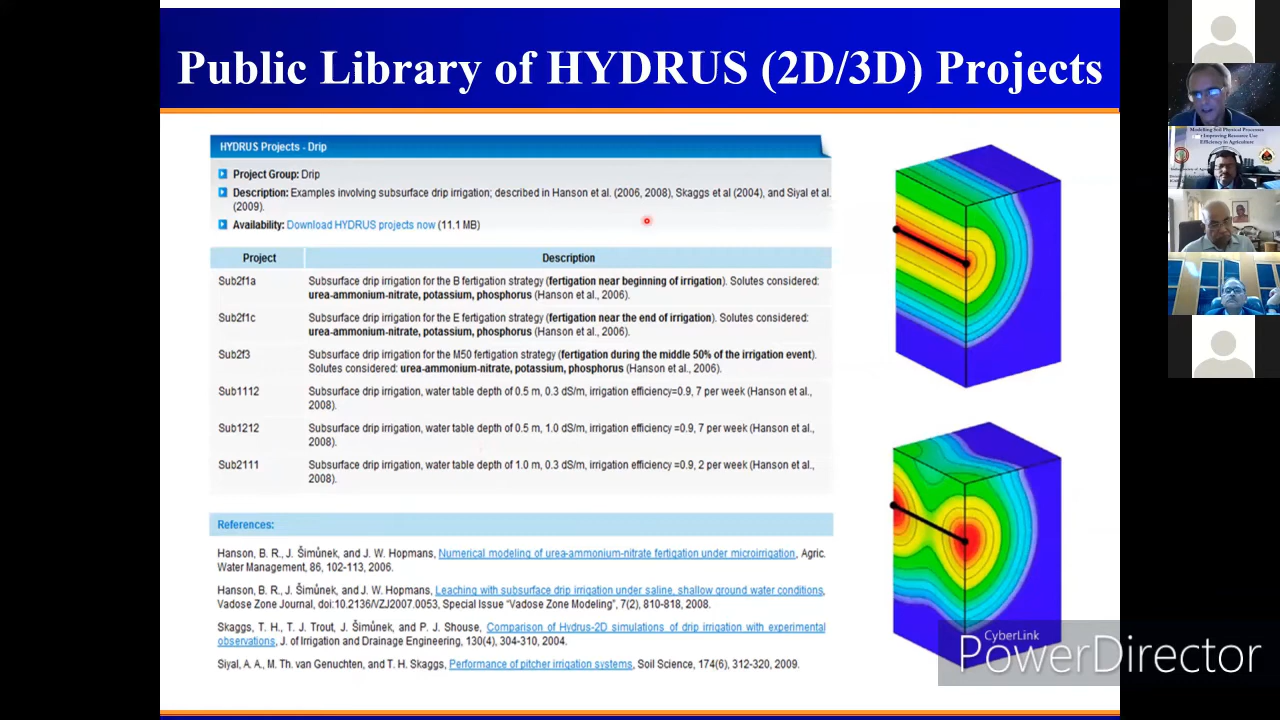 Public Library of HYDRUS (2D/3D) Projects
HYDRUS Projects - Drip
Project Group: Drip
Description: Examples involving subsurface drip irrigation; described in Hanson et al. (2006, 2008), Skaggs et al (2004), and Siyal et al.
(2009).
Availability: Download HYDRUS projects now (11.1 MB)
Project Description
Sub2f1a Subsurface drip irrigation for the B fertigation strategy (fertigation near beginning of irrigation). Solutes considered:
urea-ammonium-nitrate, potassium, phosphorus (Hanson et al., 2006).
Sub2f1c Subsurface drip irrigation for the E fertigation strategy (fertigation near the end of irrigation). Solutes considered:
urea-ammonium-nitrate, potassium, phosphorus (Hanson et al., 2006).
Sub2f3 Subsurface drip irrigation for the M50 fertigation strategy (fertigation during the middle 50% of the irrigation event).
Solutes considered: urea-ammonium-nitrate, potassium, phosphorus (Hanson et al., 2006).
Sub1112 Subsurface drip irrigation, water table depth of 0.5 m, 0.3 dS/m, irrigation efficiency=0.9, 7 per week (Hanson et al.,
2008).
Sub1212 Subsurface drip irrigation, water table depth of 0.5 m, 1.0 dS/m, irrigation efficiency =0.9, 7 per week (Hanson et al.,
2008).
Sub2111 Subsurface drip irrigation, water table depth of 1.0 m, 0.3 dS/m, irrigation efficiency =0.9, 2 per week (Hanson et al.,
2008).
References:
Hanson, B. R., J. Šimůnek, and J. W. Hopmans, Numerical modeling of urea-ammonium-nitrate fertigation under microirrigation, Agric.
Water Management, 86, 102-113, 2006.
Hanson, B. R., J. Šimůnek, and J. W. Hopmans, Leaching with subsurface drip irrigation under saline, shallow ground water conditions,
Vadose Zone Journal, doi:10.2136/VZJ2007.0053, Special Issue "Vadose Zone Modeling", 7(2), 810-818, 2008.
Skaggs, T. H., T. J. Trout, J. Šimůnek, and P. J. Shouse, Comparison of Hydrus-2D simulations of drip irrigation with experimental
observations, J. of Irrigation and Drainage Engineering, 130(4), 304-310, 2004.
Siyal, A. A., M. Th. van Genuchten, and T. H. Skaggs, Performance of pitcher irrigation systems, Soil Science, 174(6), 312-320, 2009.
Modelling Soil Physical Processes
Improving Resource Use
Efficiency in Agriculture
CyberLink
PowerDirector